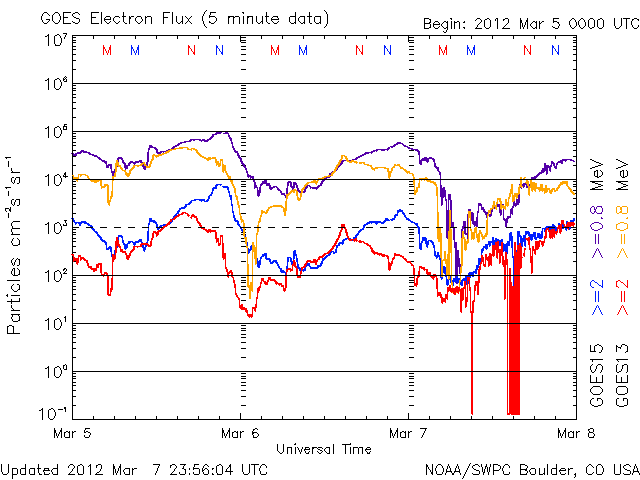 GOES Electron Flux (5 minute data)
Begin: 2012 Mar 5 0000 UTC
10⁷
M M N N M M N N M M N N
10⁶
10⁵
10⁴
10³
10²
10¹
10⁰
10⁻¹
Particles cm⁻²s⁻¹sr⁻¹
Mar 5 Mar 6 Mar 7 Mar 8
Universal Time
GOES15 >=2 >=0.8 MeV
GOES13 >=2 >=0.8 MeV
Updated 2012 Mar 7 23:56:04 UTC
NOAA/SWPC Boulder, CO USA